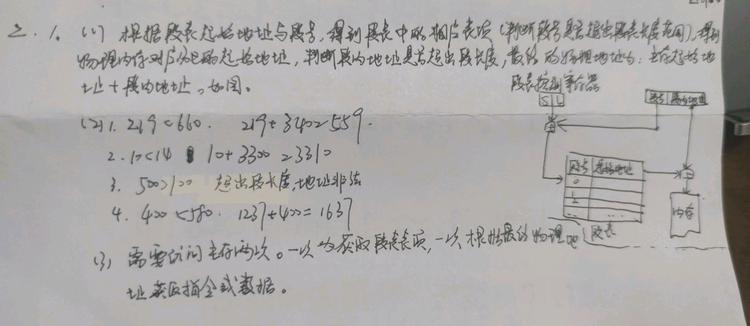 二. 1. (1) 根据段表起始地址与段号, 得到段表中的相应表项 (判断段号是否超出段表长度范围), 得到
物理内存对应的起始地址, 判断段内地址是否超出段长度, 最终的物理地址为: 主存起始地
址+段内地址。如图。
段表控制寄存器
段号 段内地址
(2) 1. 219<660. 219+340=559.
2. 10<14 10+3300=3310
3. 500>100 超出段长度, 地址非法
4. 400<580. 1237+400=1637
段号 起始地址
0
1
...
内存
段表
(3) 需要访问主存两次。一次为获取段表表项, 一次根据最终物理地
址获取指令或数据。